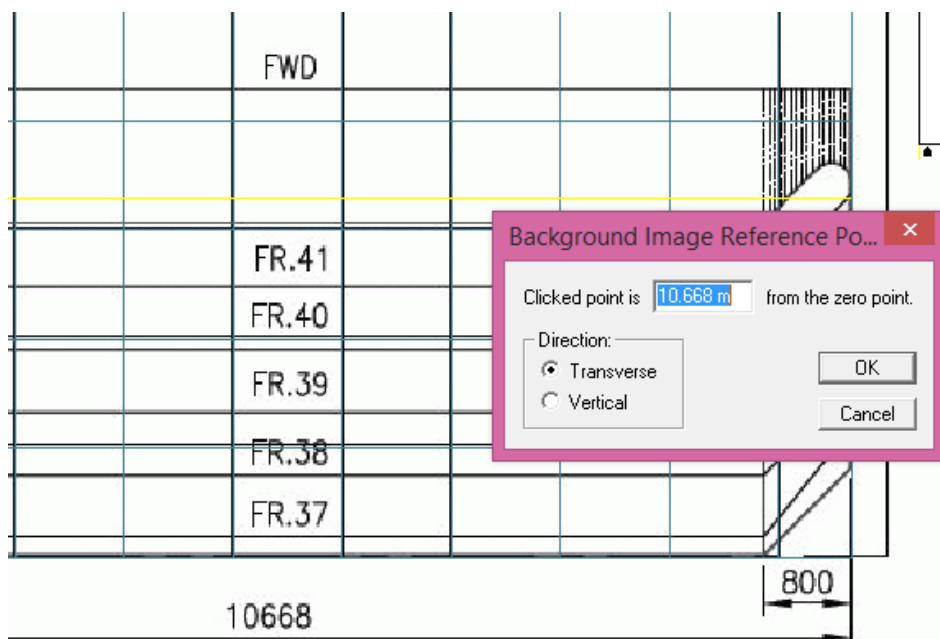 FWD
Background Image Reference Po...
FR.41
Clicked point is 10.668 m from the zero point.
FR.40
Direction:
Transverse
OK
FR.39
Vertical
Cancel
FR.38
FR.37
800
10668